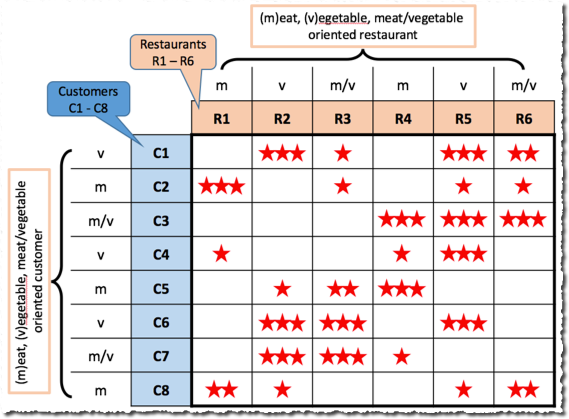 (m)eat, (v)egetable, meat/vegetable
oriented restaurant
Restaurants
R1 – R6
Customers
C1 - C8
m v m/v m v m/v
R1 R2 R3 R4 R5 R6
v C1
m C2
m/v C3
v C4
m C5
v C6
m/v C7
m C8
(m)eat, (v)egetable, meat/vegetable
oriented customer